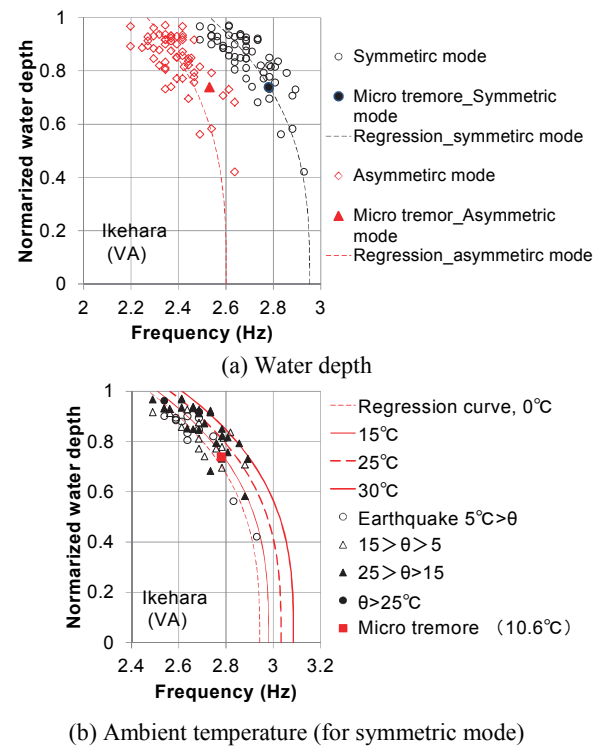 1
0.8
0.6
0.4
0.2
0
Normarized water depth
Ikehara
(VA)
2 2.2 2.4 2.6 2.8 3
Frequency (Hz)
Symmetirc mode
Micro tremore_Symmetric
mode
Regression_symmetirc mode
Asymmetirc mode
Micro tremor_Asymmetric
mode
Regression_asymmetirc mode
(a) Water depth
1
0.8
0.6
0.4
0.2
0
Normarized water depth
Ikehara
(VA)
2.4 2.6 2.8 3 3.2
Frequency (Hz)
Regression curve, 0℃
15℃
25℃
30℃
Earthquake 5℃>θ
15＞θ＞5
25＞θ>15
θ>25℃
Micro tremore （10.6℃）
(b) Ambient temperature (for symmetric mode)